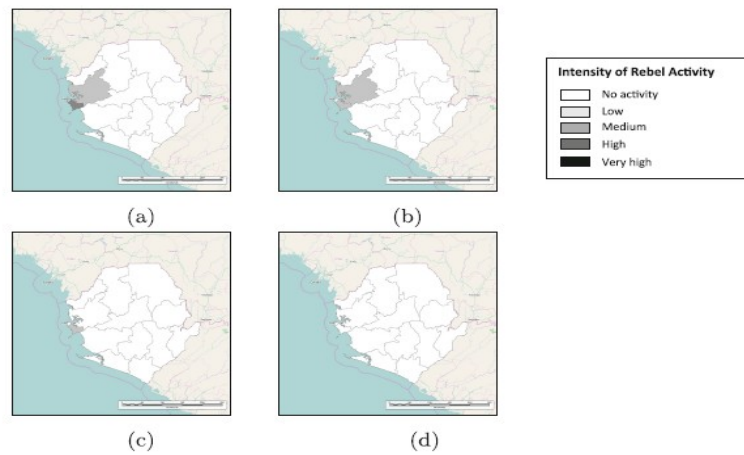 Intensity of Rebel Activity
No activity
Low
Medium
High
Very high
(a)
(b)
(c)
(d)